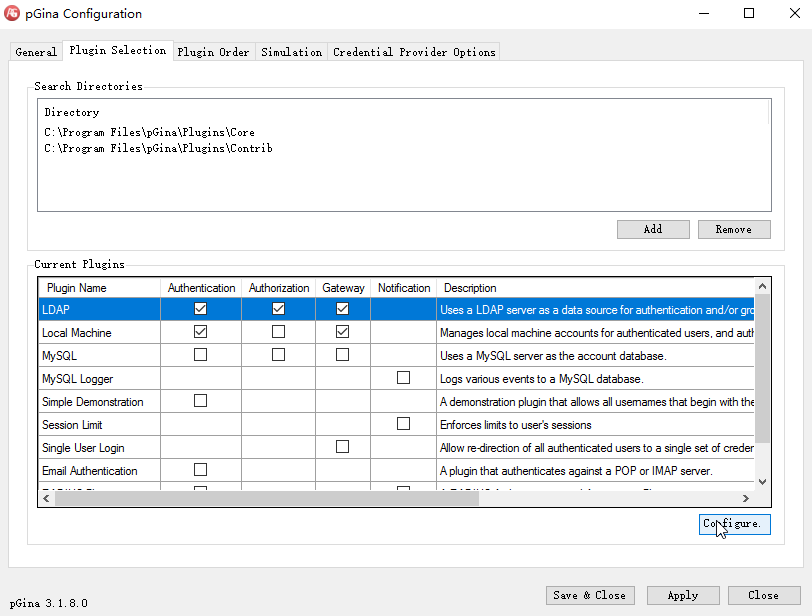 pGina Configuration
General Plugin Selection Plugin Order Simulation Credential Provider Options
Search Directories
Directory
C:\Program Files\pGina\Plugins\Core
C:\Program Files\pGina\Plugins\Contrib
Add Remove
Current Plugins
Plugin Name Authentication Authorization Gateway Notification Description
LDAP Uses a LDAP server as a data source for authentication and/or gro
Local Machine Manages local machine accounts for authenticated users, and auth
MySQL Uses a MySQL server as the account database.
MySQL Logger Logs various events to a MySQL database.
Simple Demonstration A demonstration plugin that allows all usernames that begin with the
Session Limit Enforces limits to user's sessions
Single User Login Allow re-direction of all authenticated users to a single set of creden
Email Authentication A plugin that authenticates against a POP or IMAP server.
Configure.
Save & Close Apply Close
pGina 3.1.8.0